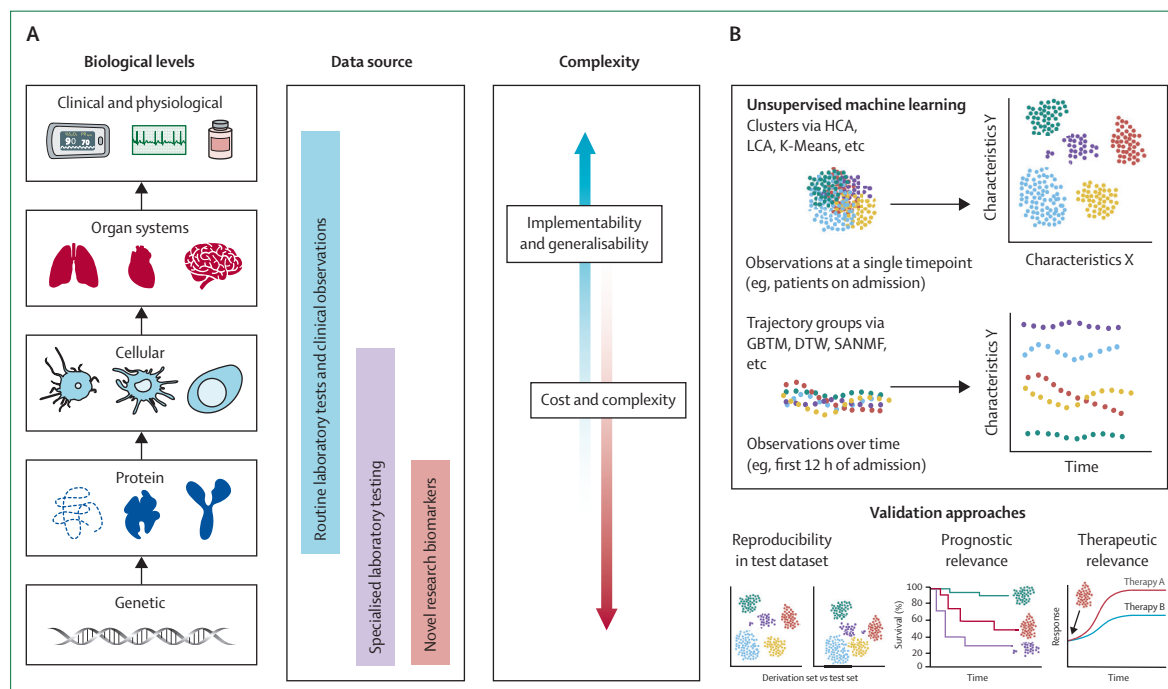 A
Biological levels
Clinical and physiological
90 70
Organ systems
Cellular
Protein
Genetic
Data source
Routine laboratory tests and clinical observations
Specialised laboratory testing
Novel research biomarkers
Complexity
Implementability
and generalisability
Cost and complexity
B
Unsupervised machine learning
Clusters via HCA,
LCA, K-Means, etc
Observations at a single timepoint
(eg, patients on admission)
Characteristics Y
Characteristics X
Trajectory groups via
GBTM, DTW, SANMF,
etc
Observations over time
(eg, first 12 h of admission)
Characteristics Y
Time
Validation approaches
Reproducibility
in test dataset
Derivation set vs test set
Prognostic
relevance
Survival (%)
100
80
60
40
20
0
Time
Therapeutic
relevance
Therapy A
Therapy B
Response
Time